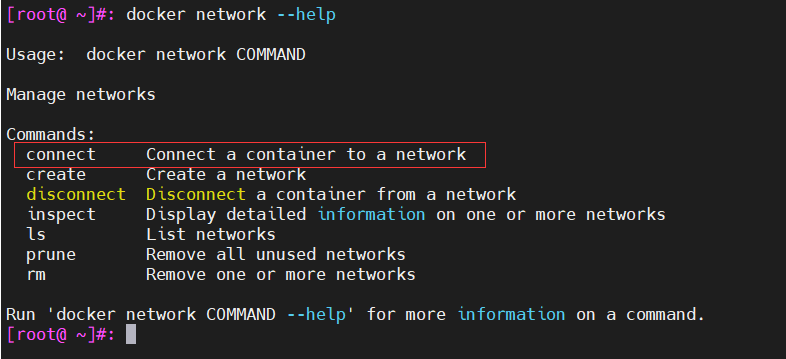 [root@ ~]#: docker network --help
Usage:  docker network COMMAND
Manage networks
Commands:
  connect     Connect a container to a network
  create      Create a network
  disconnect  Disconnect a container from a network
  inspect     Display detailed information on one or more networks
  ls          List networks
  prune       Remove all unused networks
  rm          Remove one or more networks
Run 'docker network COMMAND --help' for more information on a command.
[root@ ~]#: